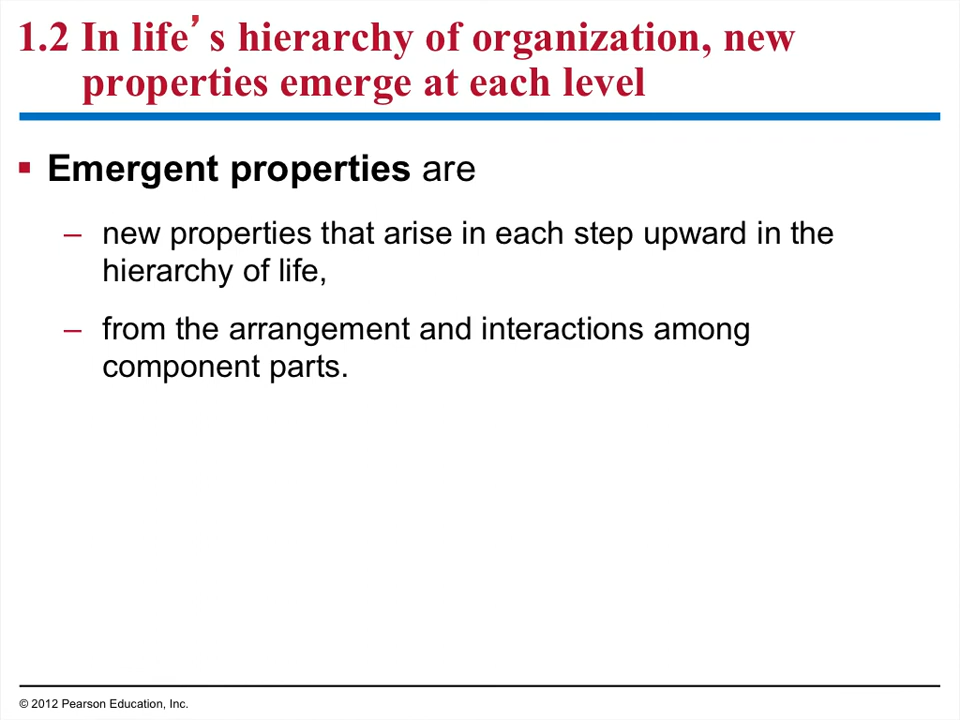 1.2 In life’s hierarchy of organization, new
properties emerge at each level
▪ Emergent properties are
– new properties that arise in each step upward in the
hierarchy of life,
– from the arrangement and interactions among
component parts.
© 2012 Pearson Education, Inc.